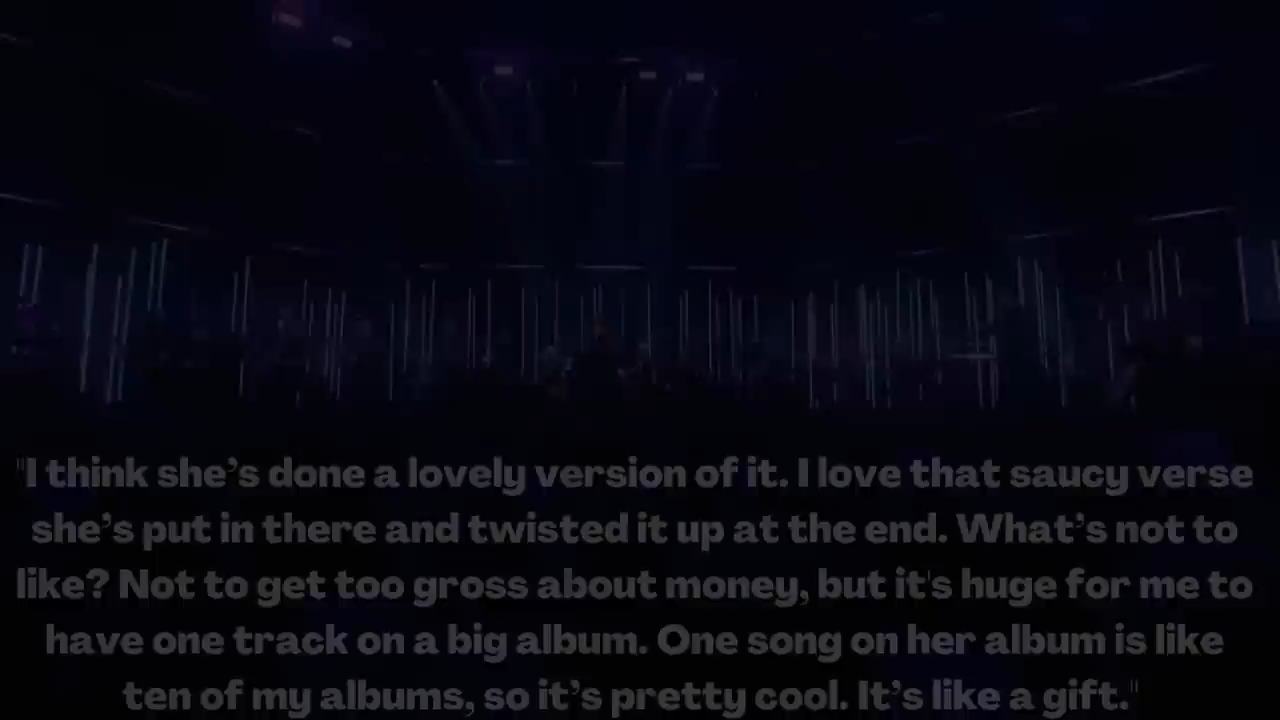 "I think she’s done a lovely version of it. I love that saucy verse
she’s put in there and twisted it up at the end. What’s not to
like? Not to get too gross about money, but it's huge for me to
have one track on a big album. One song on her album is like
ten of my albums, so it’s pretty cool. It’s like a gift."